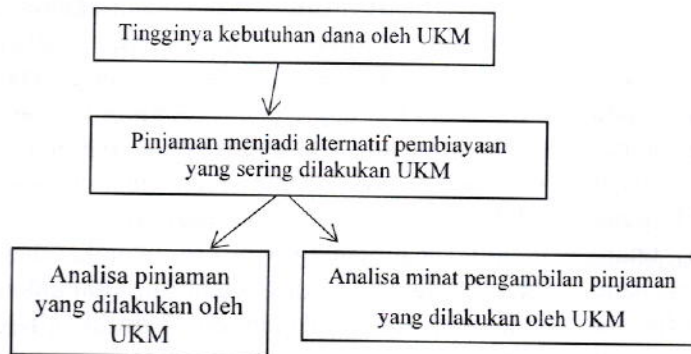 Tingginya kebutuhan dana oleh UKM
Pinjaman menjadi alternatif pembiayaan
yang sering dilakukan UKM
Analisa pinjaman
yang dilakukan oleh
UKM
Analisa minat pengambilan pinjaman
yang dilakukan oleh UKM